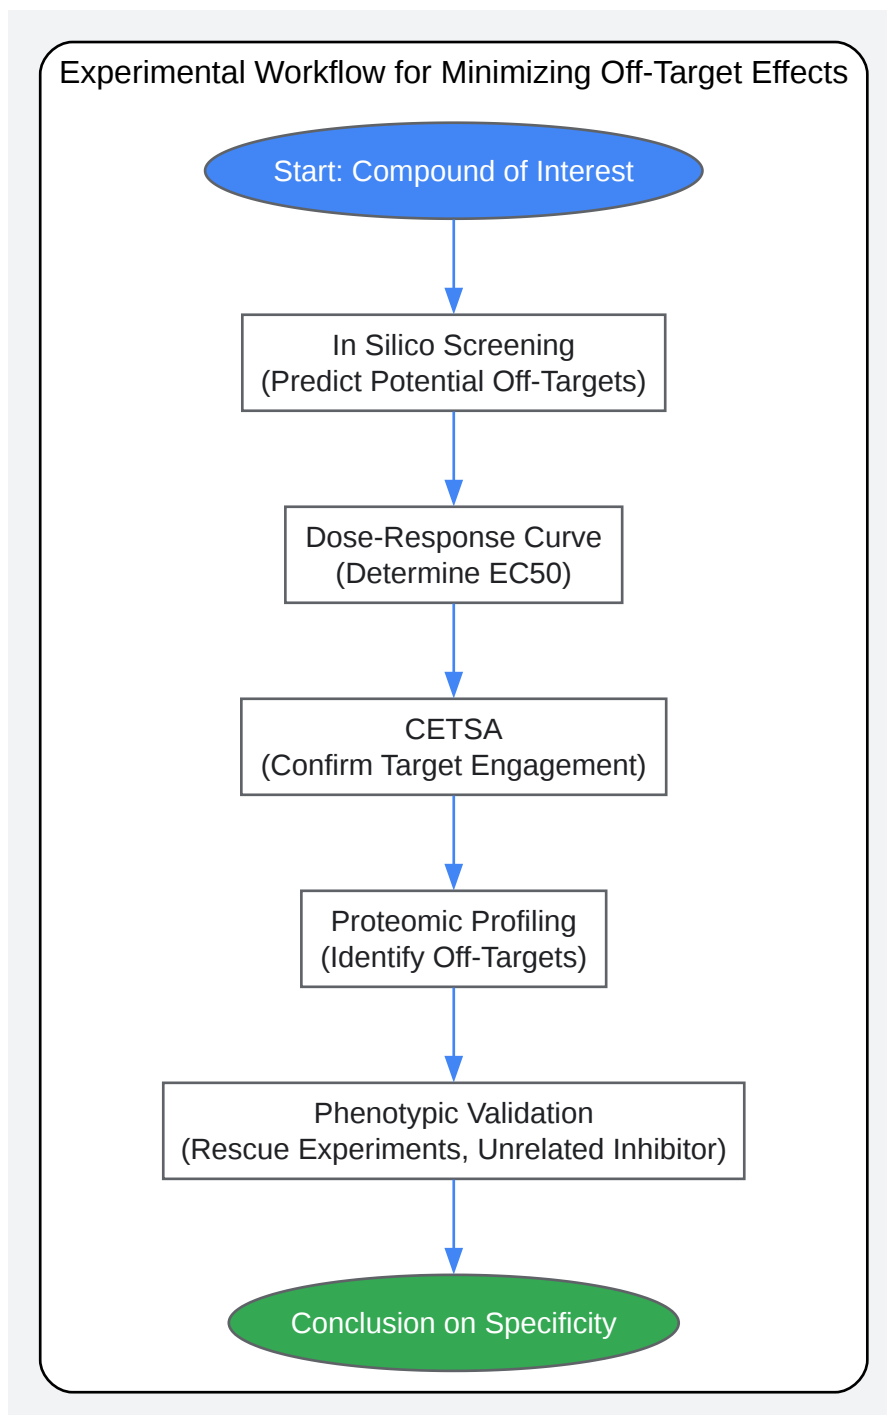 Experimental Workflow for Minimizing Off-Target Effects
Start: Compound of Interest
In Silico Screening
(Predict Potential Off-Targets)
Dose-Response Curve
(Determine EC50)
CETSA
(Confirm Target Engagement)
Proteomic Profiling
(Identify Off-Targets)
Phenotypic Validation
(Rescue Experiments, Unrelated Inhibitor)
Conclusion on Specificity